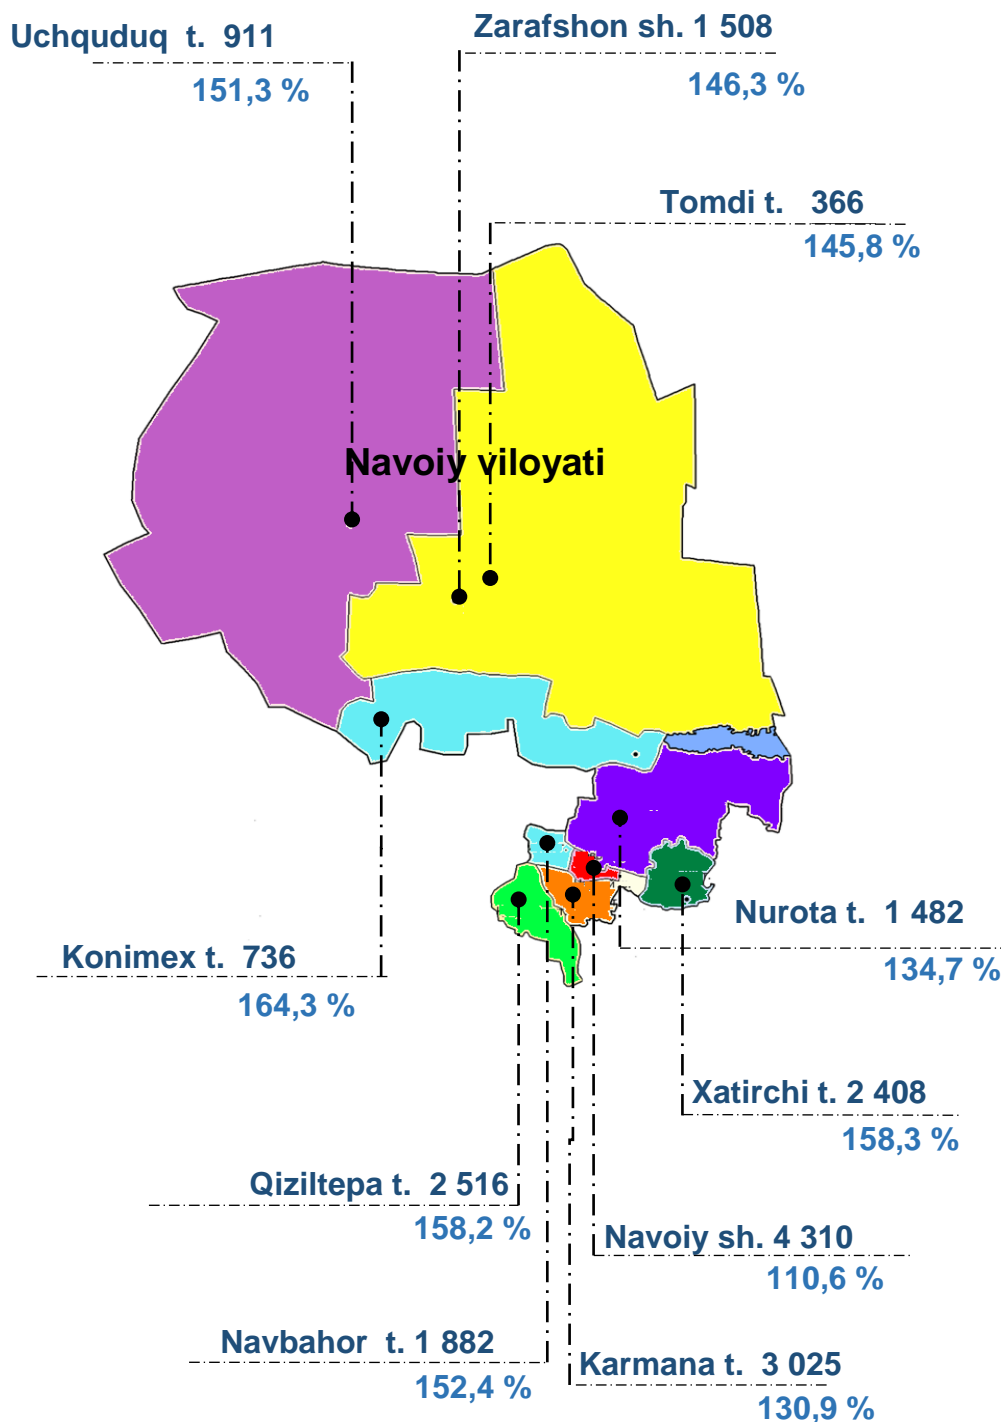 Uchquduq t. 911
151,3 %
Zarafshon sh. 1 508
146,3 %
Tomdi t. 366
145,8 %
Navoiy viloyati
Nurota t. 1 482
134,7 %
Konimex t. 736
164,3 %
Xatirchi t. 2 408
158,3 %
Qiziltepa t. 2 516
158,2 %
Navoiy sh. 4 310
110,6 %
Navbahor t. 1 882
152,4 %
Karmana t. 3 025
130,9 %